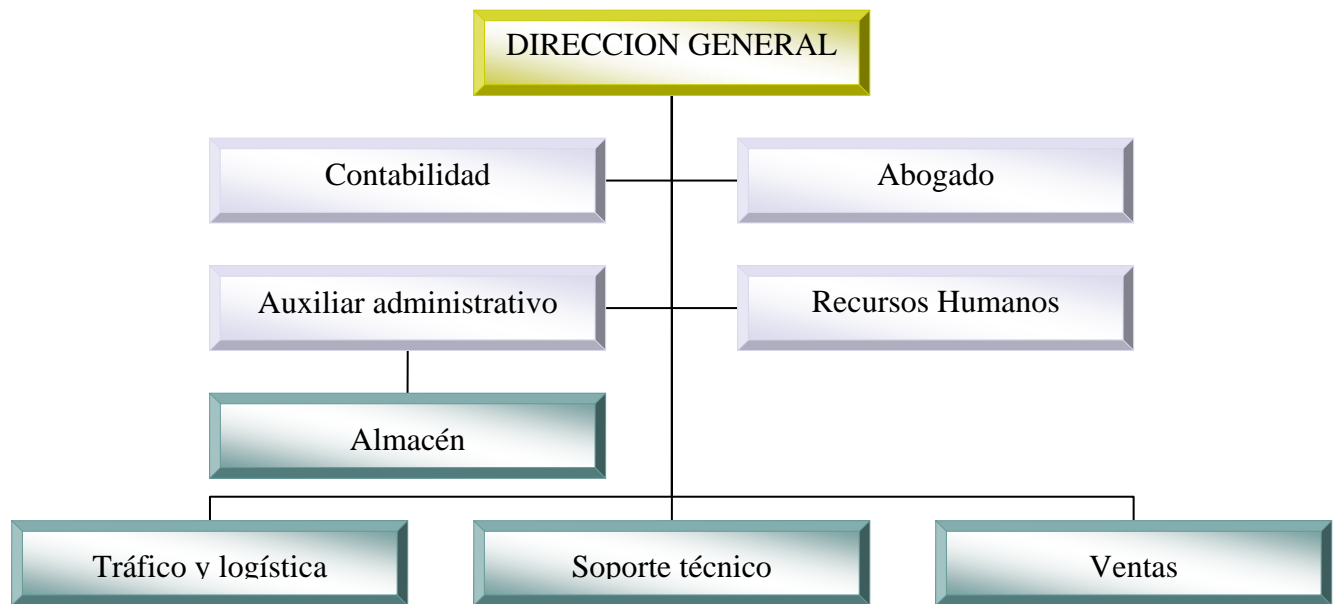 DIRECCION GENERAL
Contabilidad
Abogado
Auxiliar administrativo
Recursos Humanos
Almacén
Tráfico y logística
Soporte técnico
Ventas